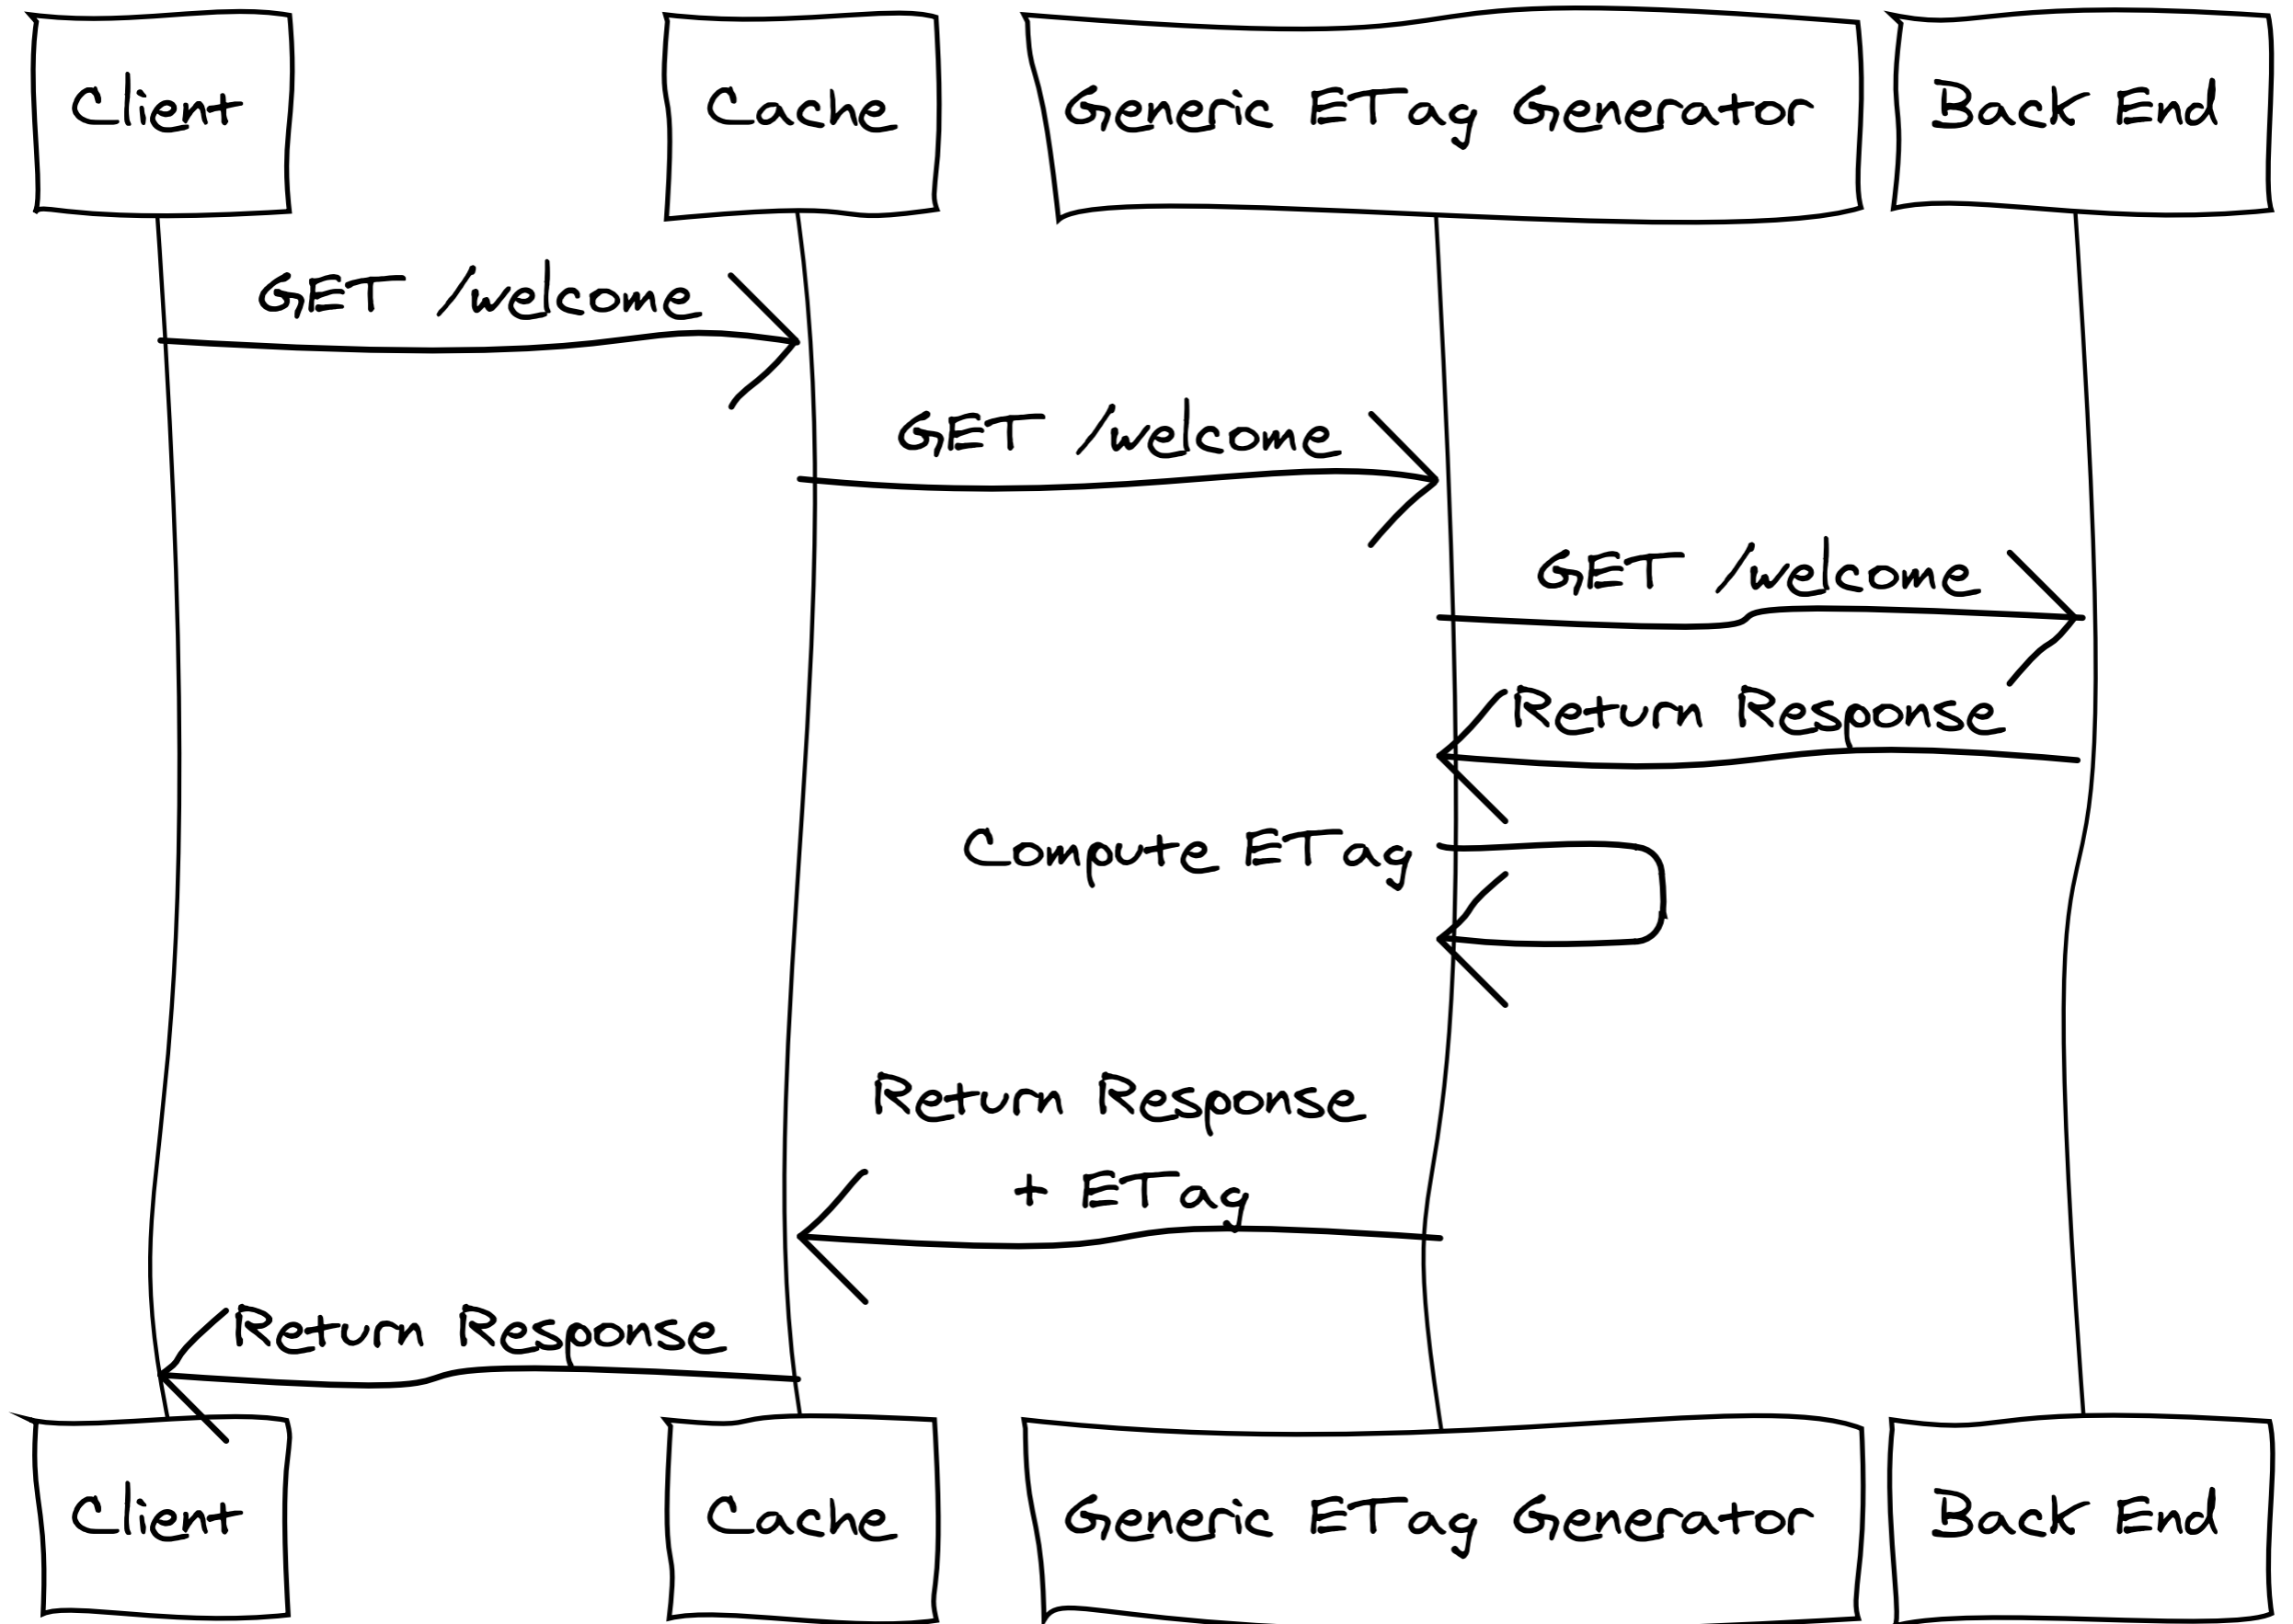 Client
Cache
Generic ETag Generator
Back End
GET /welcome
GET /welcome
GET /welcome
Return Response
Compute ETag
Return Response
+ ETag
Return Response
Client
Cache
Generic ETag Generator
Back End